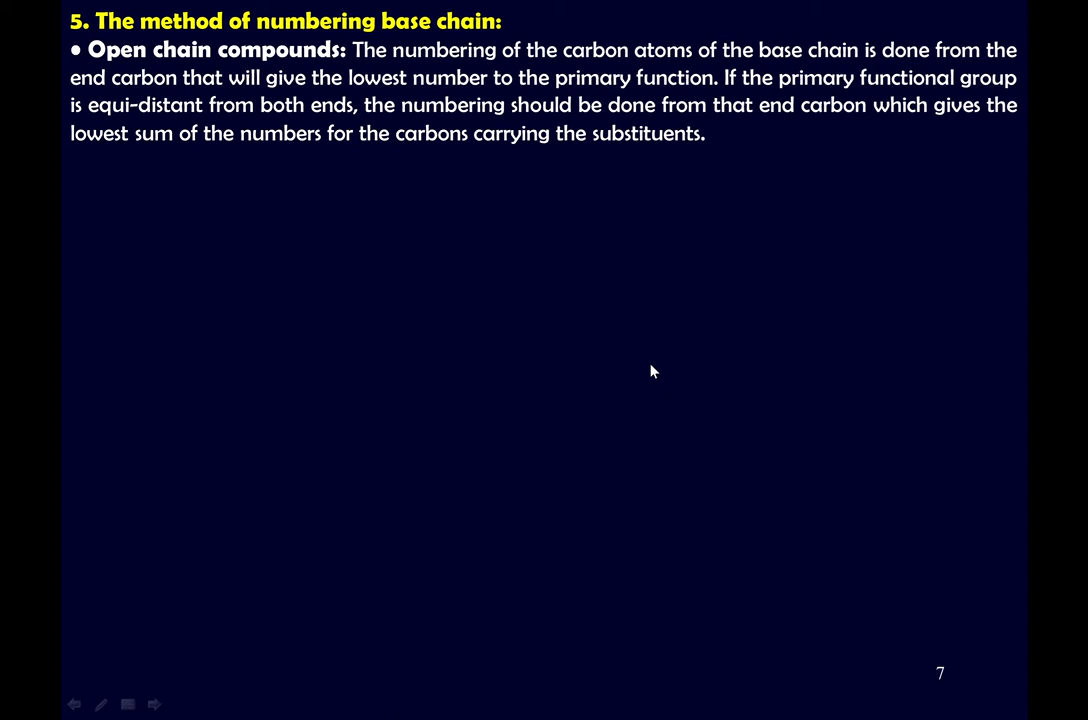 5. The method of numbering base chain:
• Open chain compounds: The numbering of the carbon atoms of the base chain is done from the
end carbon that will give the lowest number to the primary function. If the primary functional group
is equi-distant from both ends, the numbering should be done from that end carbon which gives the
lowest sum of the numbers for the carbons carrying the substituents.
7